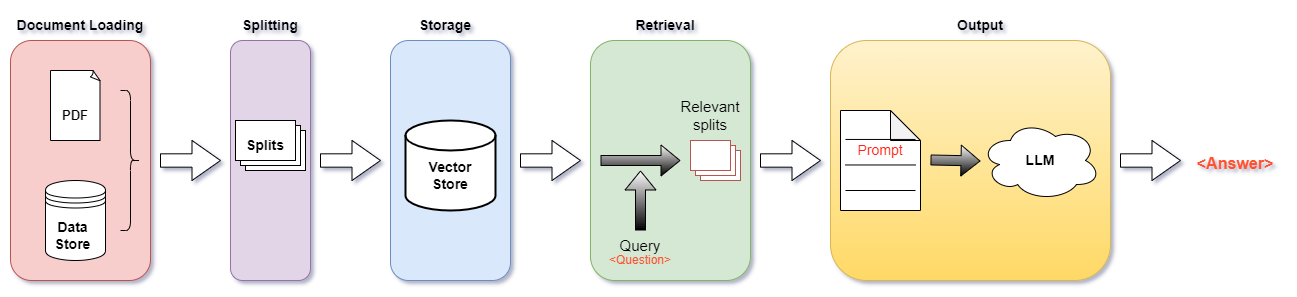 Document Loading
Splitting
Storage
Retrieval
Output
PDF
Data
Store
Splits
Vector
Store
Relevant
splits
Query
<Question>
Prompt
LLM
<Answer>